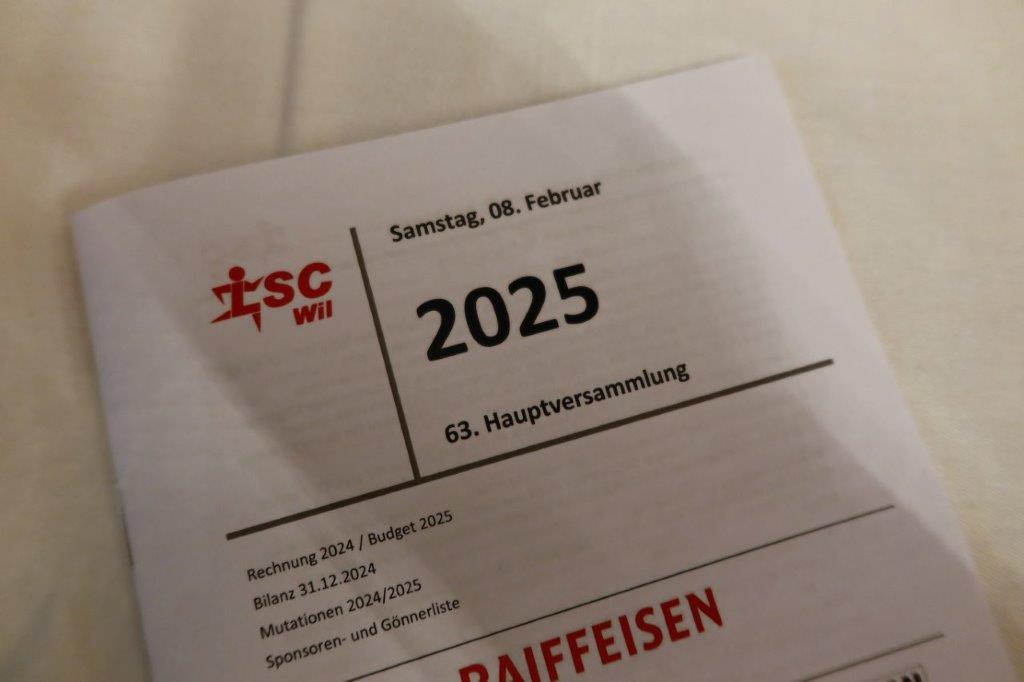 Samstag, 08. Februar
LSC
Wil
2025
63. Hauptversammlung
Rechnung 2024 / Budget 2025
Bilanz 31.12.2024
Mutationen 2024/2025
Sponsoren- und Gönnerliste
RAIFFEISEN